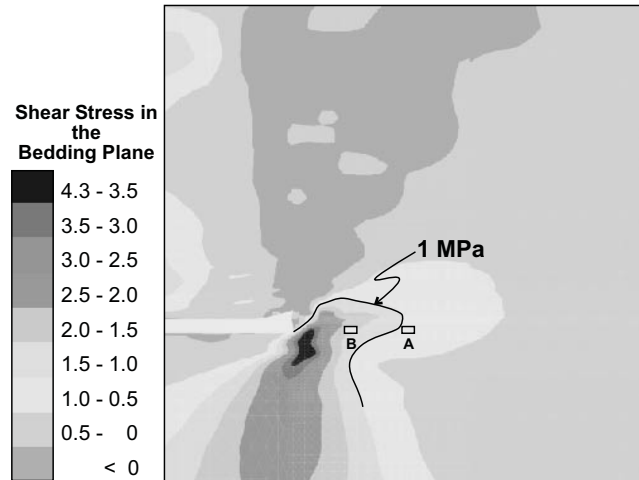 Shear Stress in
the
Bedding Plane
4.3 - 3.5
3.5 - 3.0
3.0 - 2.5
2.5 - 2.0
2.0 - 1.5
1.5 - 1.0
1.0 - 0.5
0.5 - 0
< 0
1 MPa
B
A